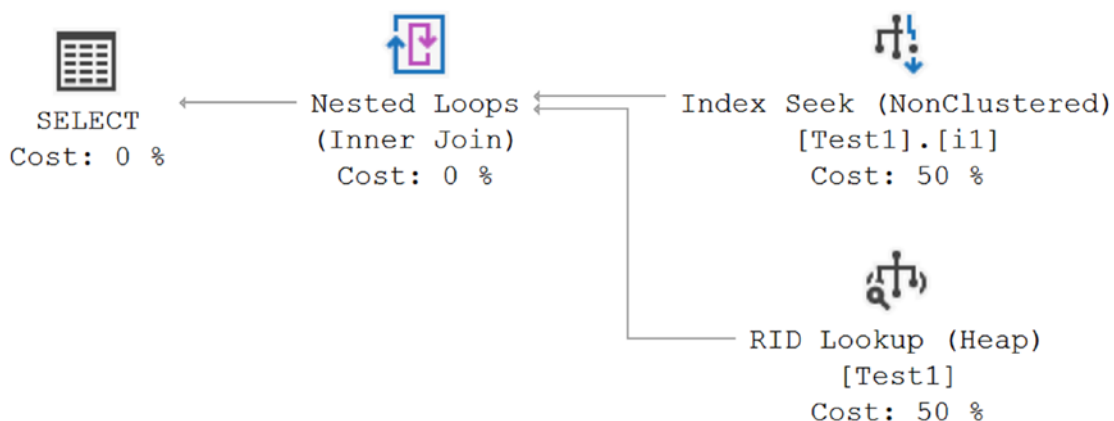 SELECT
Cost: 0 %
Nested Loops
(Inner Join)
Cost: 0 %
Index Seek (NonClustered)
[Test1].[i1]
Cost: 50 %
RID Lookup (Heap)
[Test1]
Cost: 50 %